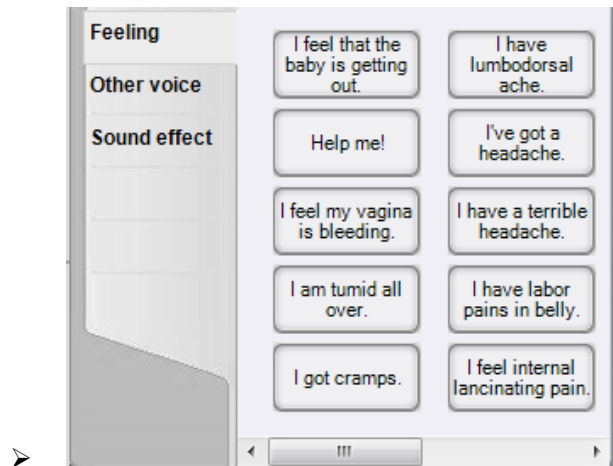 Feeling
Other voice
Sound effect
I feel that the
baby is getting
out.
I have
lumbodorsal
ache.
Help me!
I've got a
headache.
I feel my vagina
is bleeding.
I have a terrible
headache.
I am tumid all
over.
I have labor
pains in belly.
I got cramps.
I feel internal
lancinating pain.